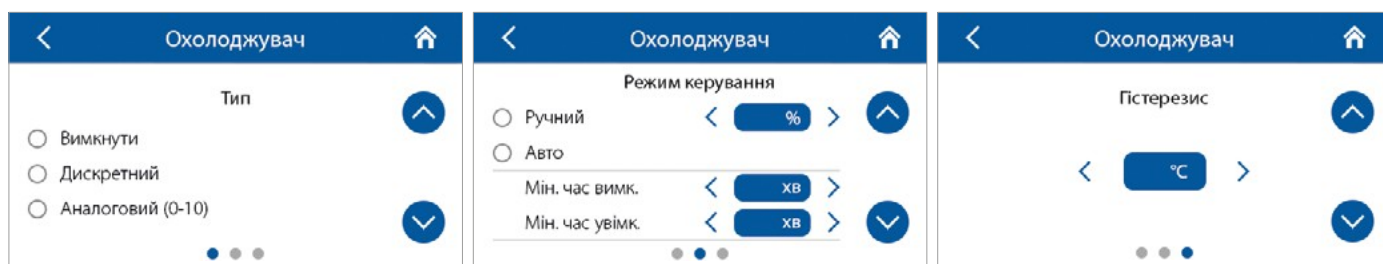 Охолоджувач
Тип
Вимкнути
Дискретний
Аналоговий (0-10)
Охолоджувач
Режим керування
Ручний %
Авто
Мін. час вимк. хв
Мін. час увімк. хв
Охолоджувач
Гістерезис
°C